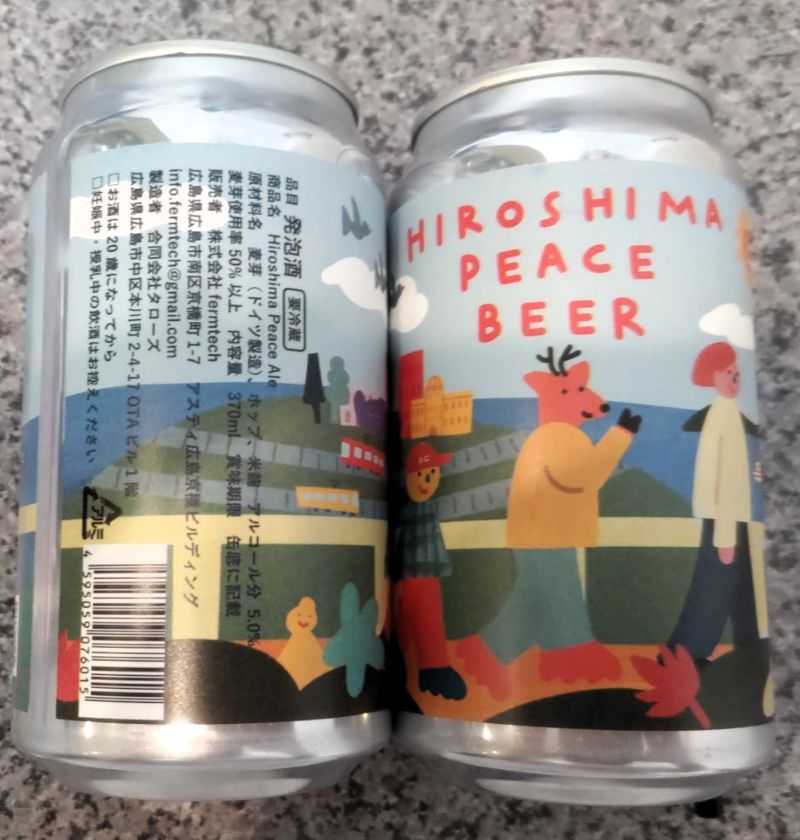 品目 発泡酒 要冷蔵
商品名 Hiroshima Peace Ale
原材料名 麦芽（ドイツ製造）、ホップ、米麹 アルコール分 5.0%
麦芽使用率 50% 以上 内容量 370ml 賞味期限 缶底に記載
販売者 株式会社 fermtech
広島県広島市南区京橋町 1-7 アスティ広島京橋ビルディング
info.fermtech@gmail.com
製造者 合同会社タローズ
広島県広島市中区本川町 2-4-17 OTA ビル 1 階
□お酒は 20 歳になってから
□妊娠中・授乳中の飲酒はお控えください
アルミ
4 595059 076015
HIROSHIMA
PEACE
BEER